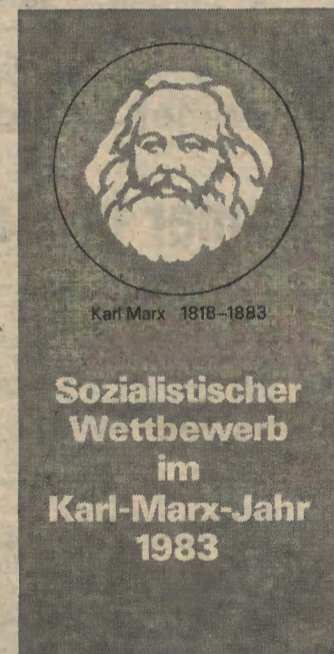 Karl Marx 1818–1883
Sozialistischer
Wettbewerb
im
Karl-Marx-Jahr
1983